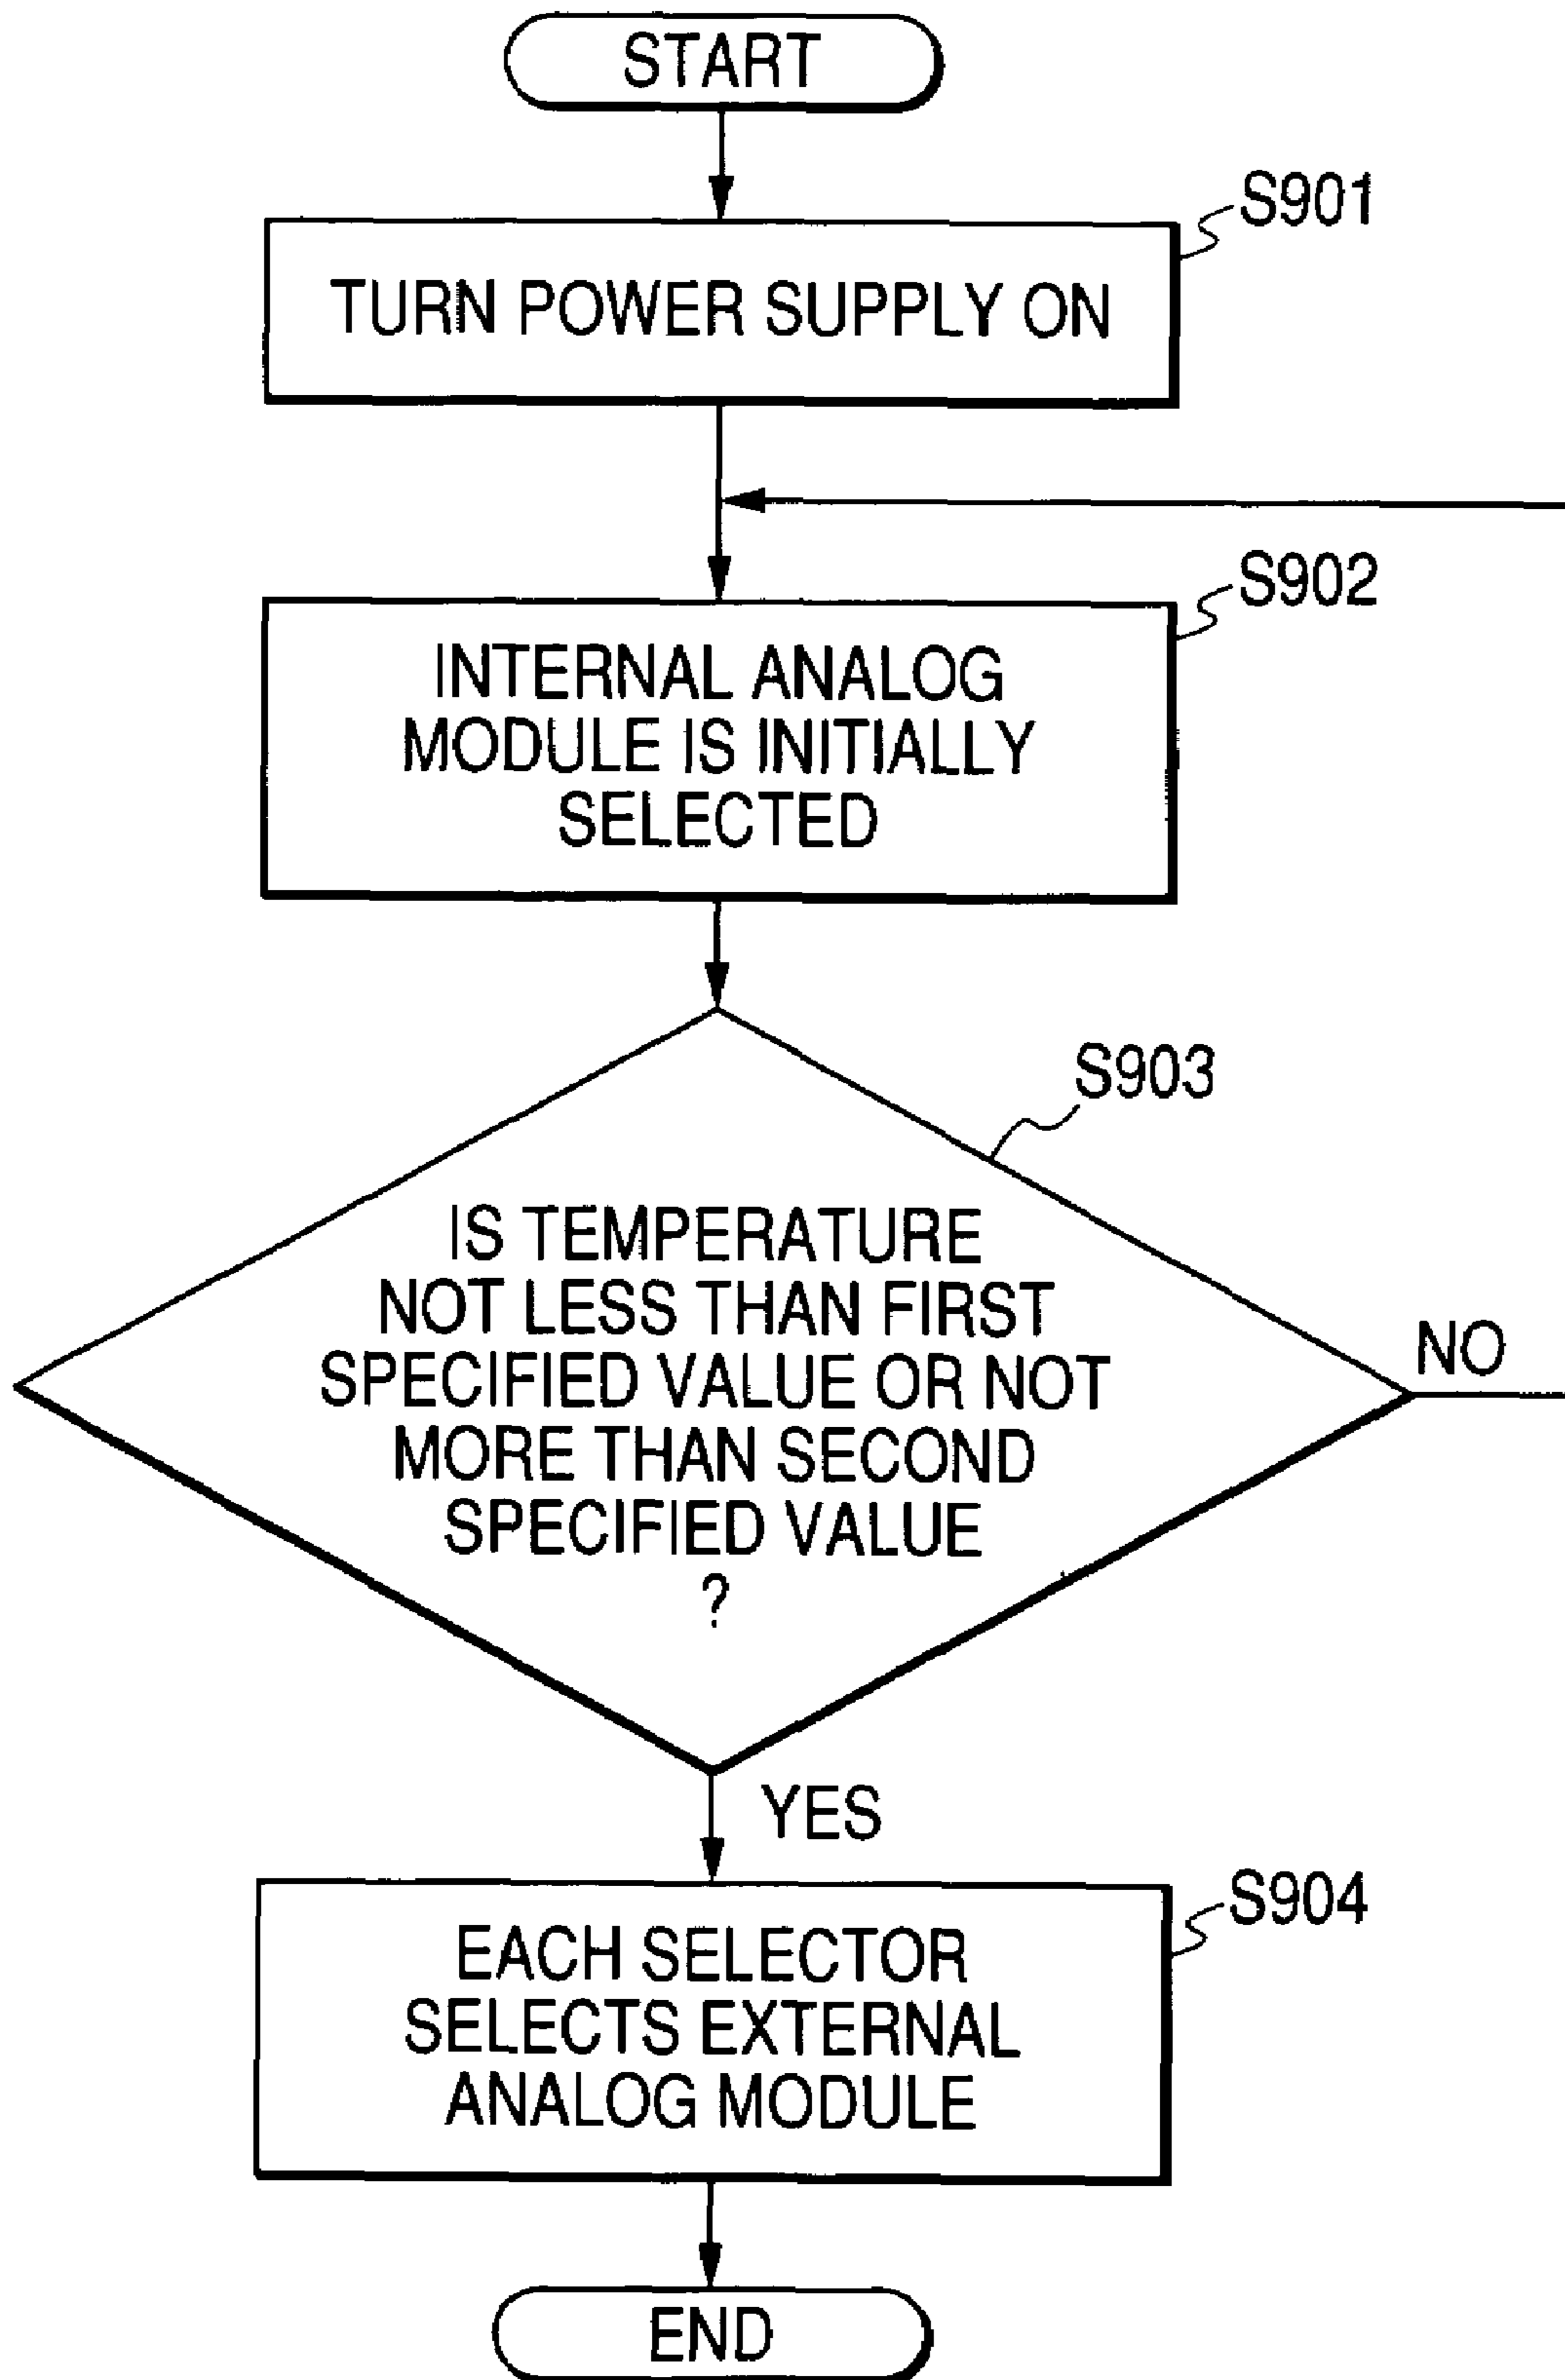 START
S901
TURN POWER SUPPLY ON
S902
INTERNAL ANALOG
MODULE IS INITIALLY
SELECTED
S903
IS TEMPERATURE
NOT LESS THAN FIRST
SPECIFIED VALUE OR NOT
MORE THAN SECOND
SPECIFIED VALUE
?
NO
YES
S904
EACH SELECTOR
SELECTS EXTERNAL
ANALOG MODULE
END